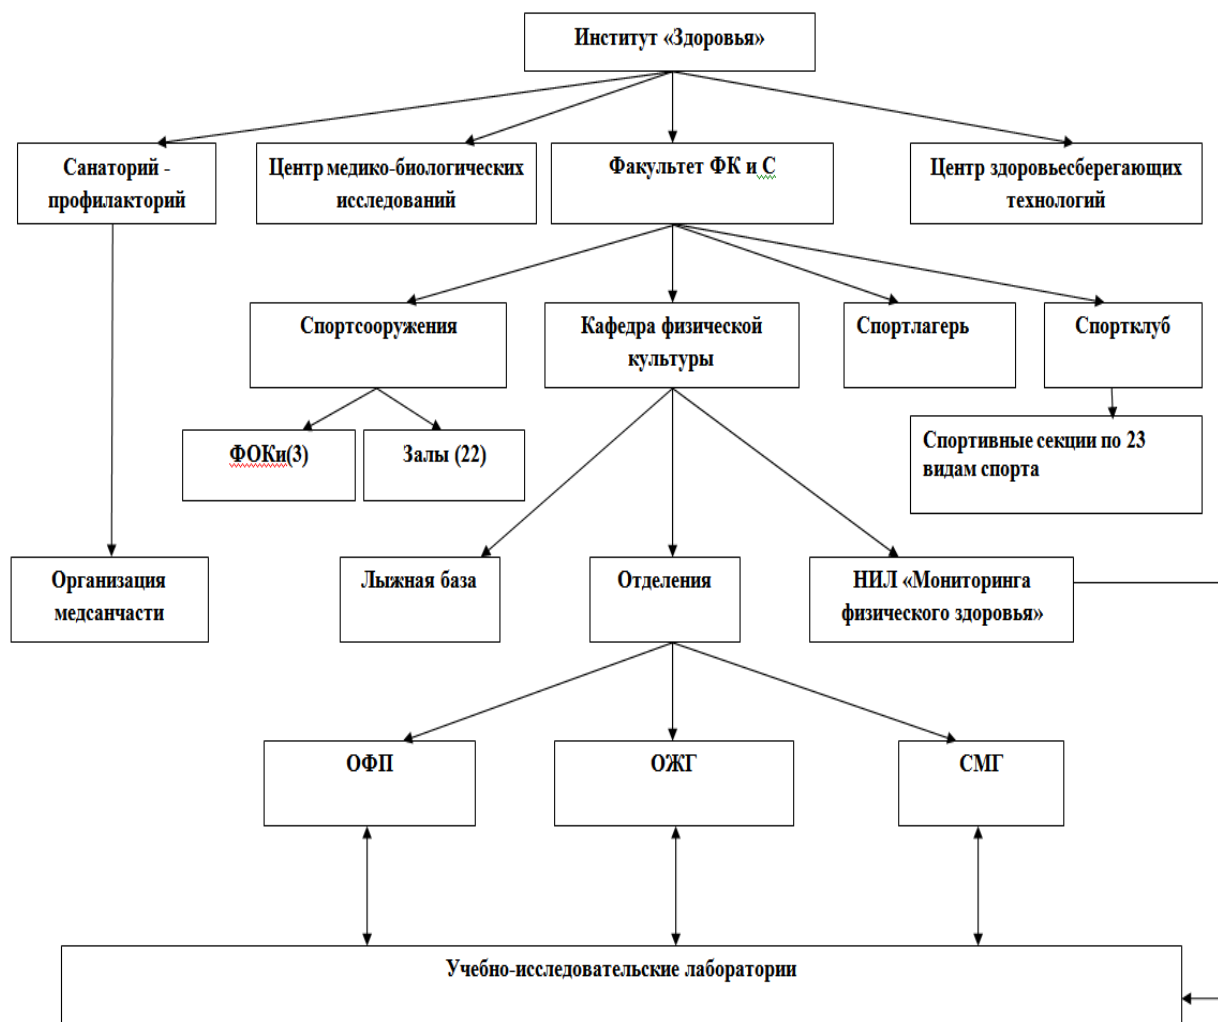 Институт «Здоровья»
Санаторий -
профилакторий
Центр медико-биологических
исследований
Факультет ФК и С
Центр здоровьесберегающих
технологий
Спортсооружения
Кафедра физической
культуры
Спортлагерь
Спортклуб
ФОКи(3)
Залы (22)
Спортивные секции по 23
видам спорта
Организация
медсанчасти
Лыжная база
Отделения
НИЛ «Мониторинга
физического здоровья»
ОФП
ОЖГ
СМГ
Учебно-исследовательские лаборатории